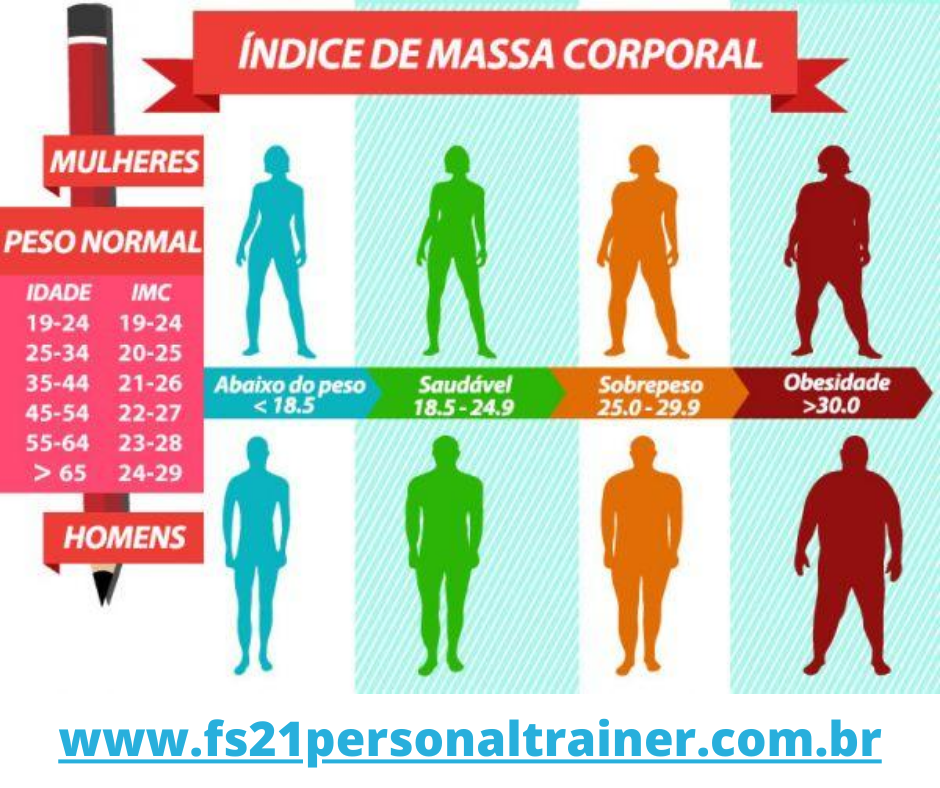 ÍNDICE DE MASSA CORPORAL
MULHERES
PESO NORMAL
IDADE IMC
19-24 19-24
25-34 20-25
35-44 21-26
45-54 22-27
55-64 23-28
> 65 24-29
HOMENS
Abaixo do peso
< 18.5
Saudável
18.5 - 24.9
Sobrepeso
25.0 - 29.9
Obesidade
>30.0
www.fs21personaltrainer.com.br